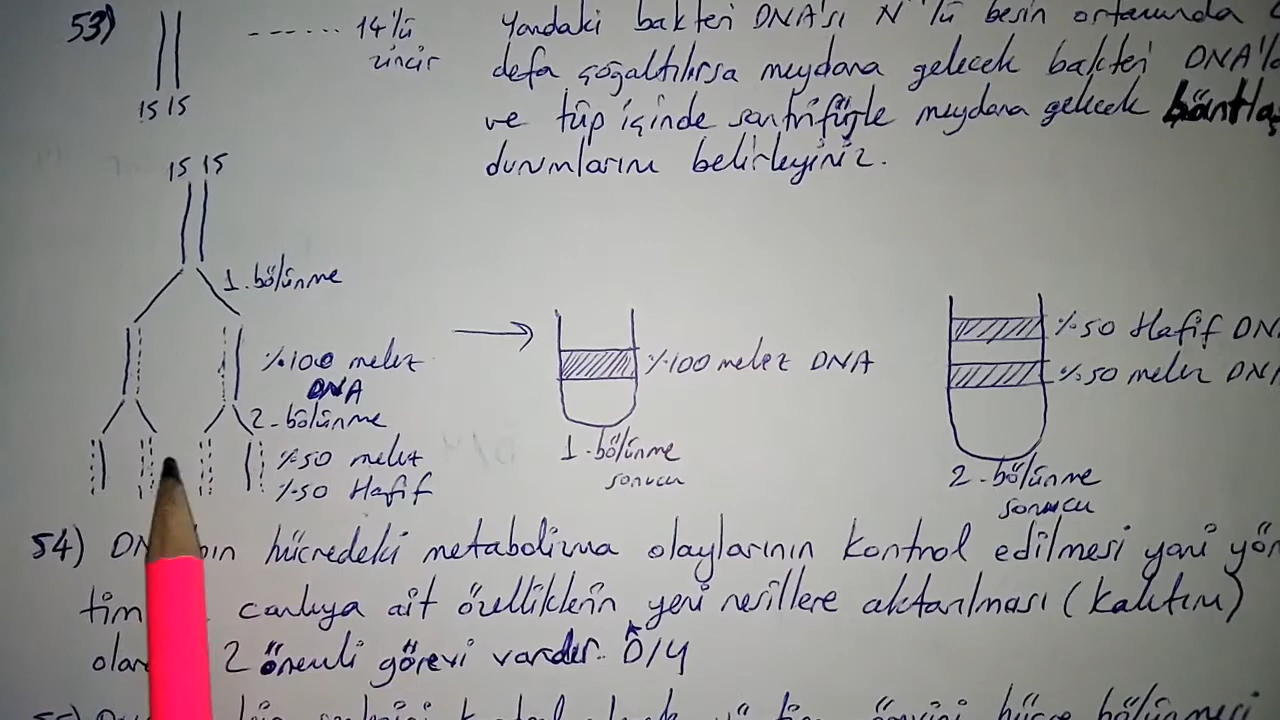 53)
------ 14'lü
zincir
15 15
Yandaki bakteri DNA'sı N 'lü besin ortamında
defa çoğaltılırsa meydana gelecek bakteri DNA'l
ve tüp içinde santrifüjle meydana gelecek bantla
durumlarını belirleyiniz.
15 15
1. bölünme
%100 melez
DNA
2. bölünme
%50 melez
%50 Hafif
%100 melez DNA
1. bölünme
sonucu
%50 Hafif DN
%50 melez DN
2. bölünme
sonucu
54) hücredeki metabolizma olaylarının kontrol edilmesi yani yön
tim canlıya ait özelliklerin yeni nesillere aktarılması (kalıtım)
2 önemli görevi vardır. D/Y
hücre bölünmesi